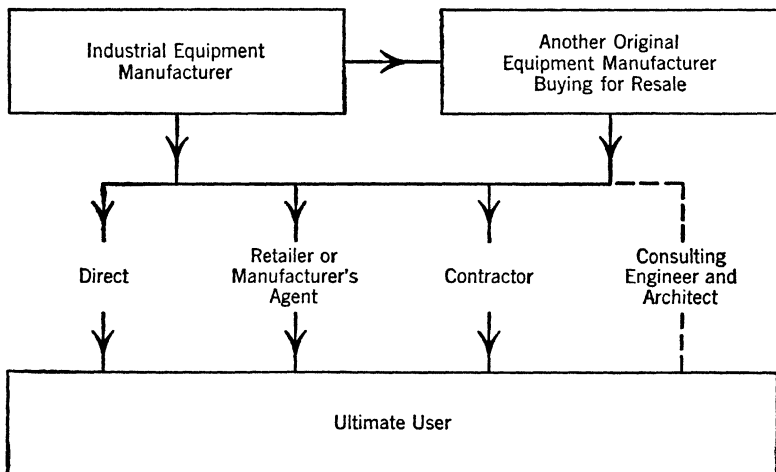 Industrial Equipment
Manufacturer
Another Original
Equipment Manufacturer
Buying for Resale
Direct
Retailer or
Manufacturer's
Agent
Contractor
Consulting
Engineer and
Architect
Ultimate User